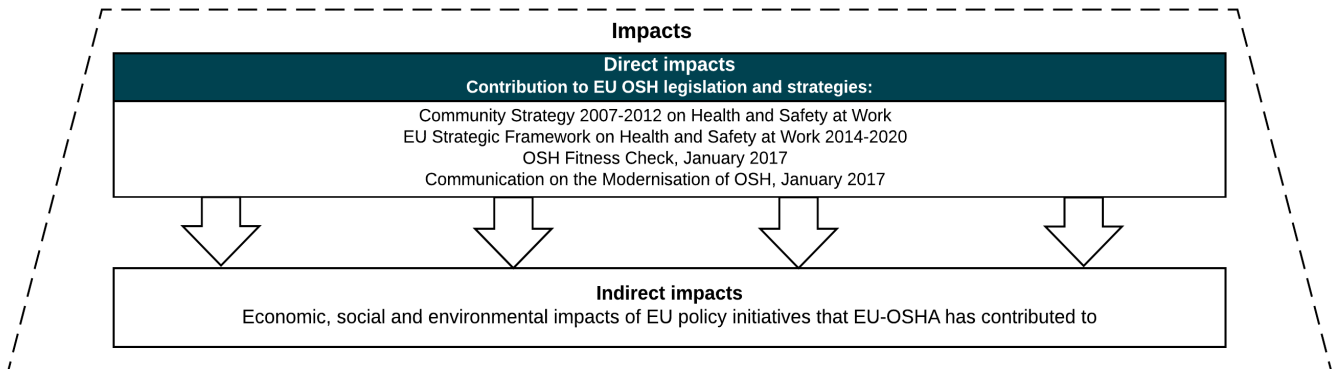 Impacts
Direct impacts
Contribution to EU OSH legislation and strategies:
Community Strategy 2007-2012 on Health and Safety at Work
EU Strategic Framework on Health and Safety at Work 2014-2020
OSH Fitness Check, January 2017
Communication on the Modernisation of OSH, January 2017
Indirect impacts
Economic, social and environmental impacts of EU policy initiatives that EU-OSHA has contributed to